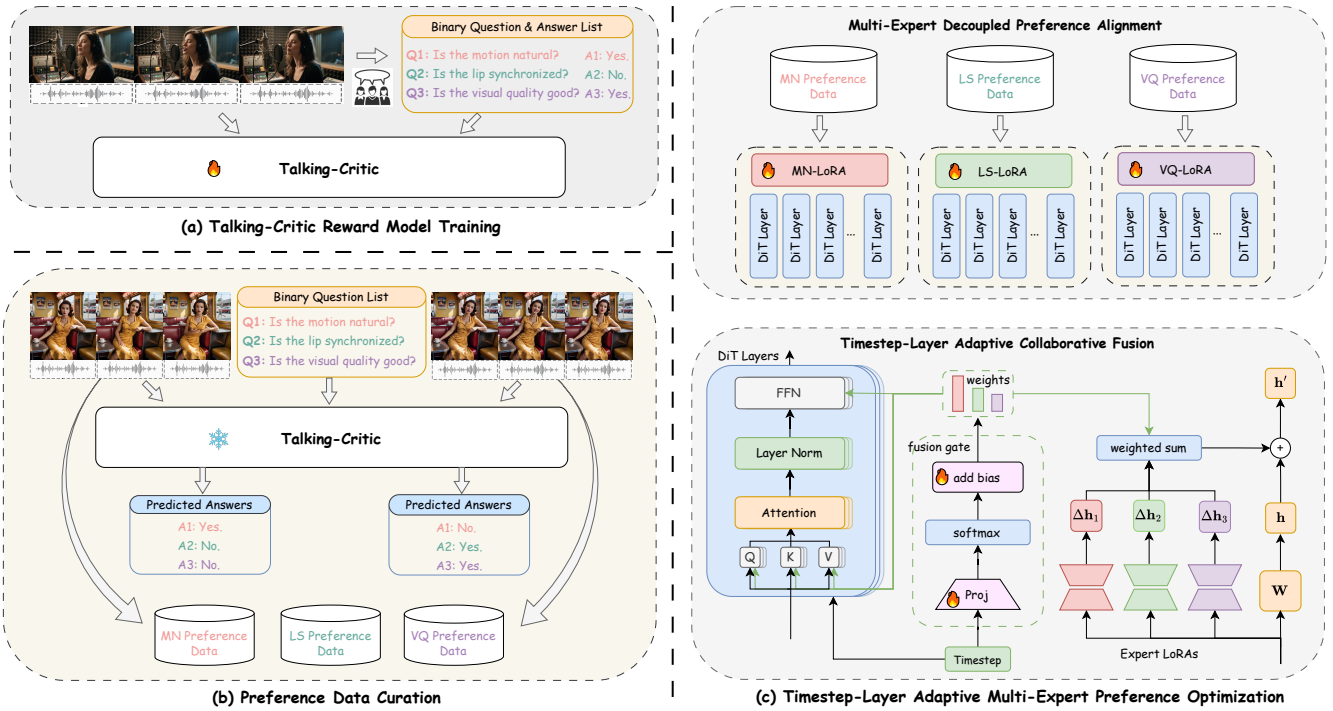 Binary Question & Answer List
Q1: Is the motion natural? A1: Yes.
Q2: Is the lip synchronized? A2: No.
Q3: Is the visual quality good? A3: Yes.
Talking-Critic
(a) Talking-Critic Reward Model Training
Binary Question List
Q1: Is the motion natural?
Q2: Is the lip synchronized?
Q3: Is the visual quality good?
Talking-Critic
Predicted Answers
A1: Yes.
A2: No.
A3: No.
Predicted Answers
A1: No.
A2: Yes.
A3: Yes.
MN Preference
Data
LS Preference
Data
VQ Preference
Data
(b) Preference Data Curation
Multi-Expert Decoupled Preference Alignment
MN Preference
Data
LS Preference
Data
VQ Preference
Data
MN-LoRA
DiT Layer
DiT Layer
DiT Layer
...
DiT Layer
LS-LoRA
DiT Layer
DiT Layer
DiT Layer
...
DiT Layer
VQ-LoRA
DiT Layer
DiT Layer
DiT Layer
...
DiT Layer
Timestep-Layer Adaptive Collaborative Fusion
DiT Layers
FFN
Layer Norm
Attention
Q
K
V
weights
fusion gate
add bias
softmax
Proj
Timestep
weighted sum
Δh₁
Δh₂
Δh₃
Expert LoRAs
h′
+
h
W
(c) Timestep-Layer Adaptive Multi-Expert Preference Optimization